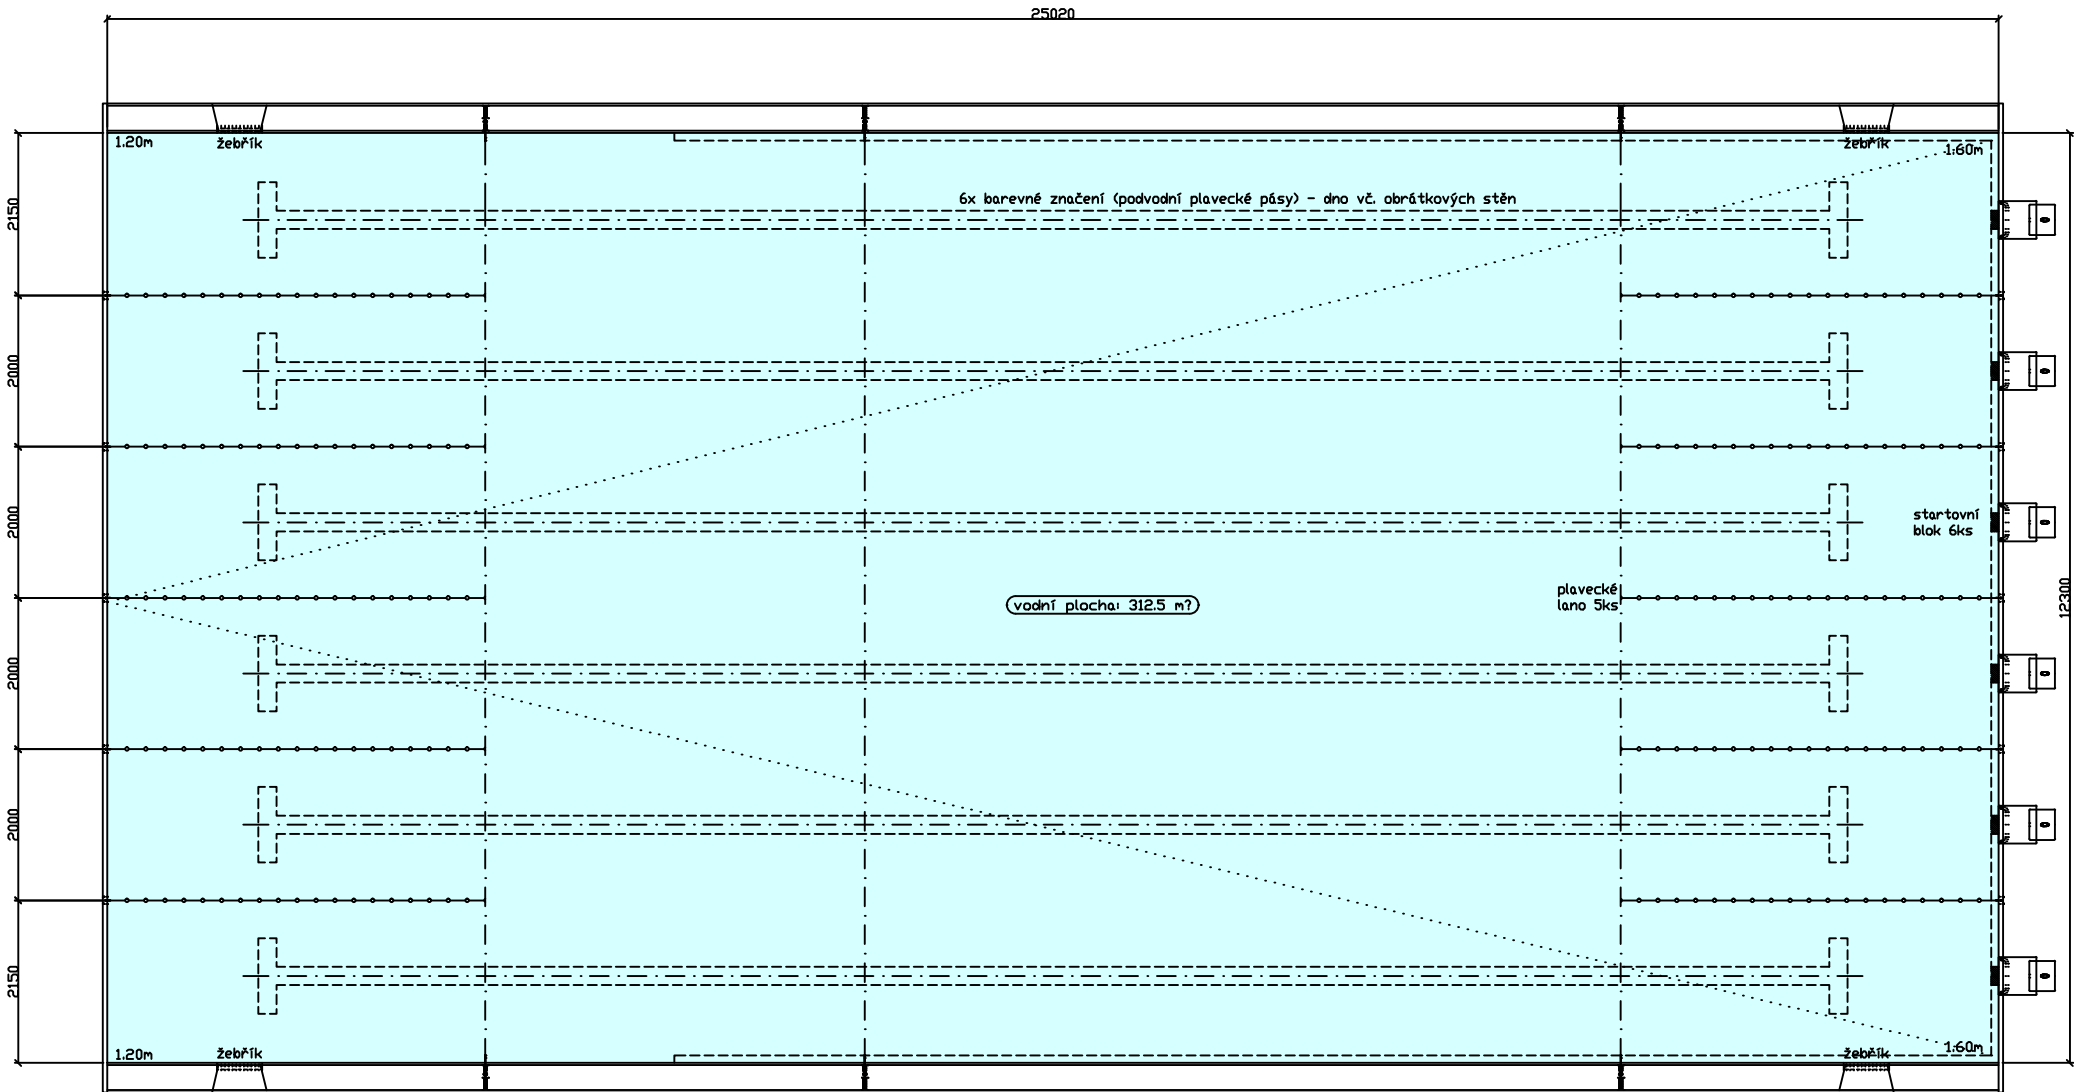 25020
1.20m
žebřík
žebřík
1.60m
6x barevné značení (podvodní plavecké pásy) - dno vč. obrátkových stěn
2150
2000
2000
startovní
blok 6ks
plavecké
lano 5ks
vodní plocha: 312.5 m?
12300
2000
2000
2150
1.20m
žebřík
žebřík
1.60m